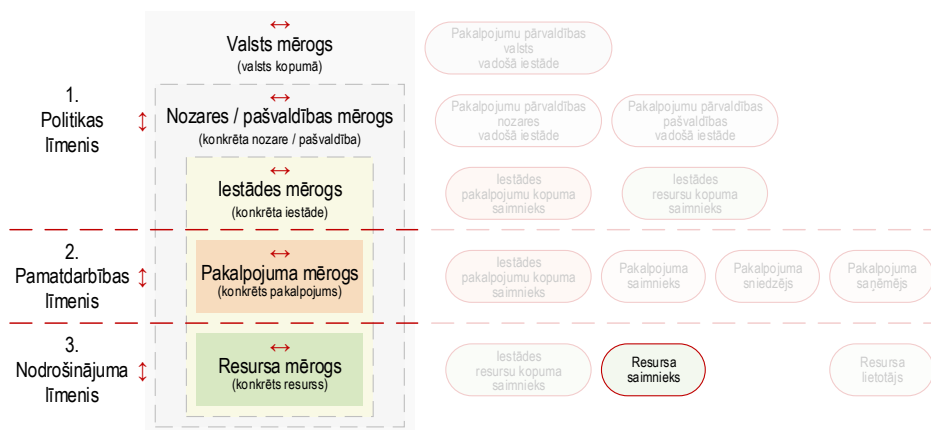 Valsts mērogs
(valsts kopumā)
Pakalpojumu pārvaldības
valsts
vadošā iestāde
1.
Politikas
līmenis
Nozares / pašvaldības mērogs
(konkrēta nozare / pašvaldība)
Pakalpojumu pārvaldības
nozares
vadošā iestāde
Pakalpojumu pārvaldības
pašvaldības
vadošā iestāde
Iestādes mērogs
(konkrēta iestāde)
Iestādes
pakalpojumu kopuma
saimnieks
Iestādes
resursu kopuma
saimnieks
2.
Pamatdarbības
līmenis
Pakalpojuma mērogs
(konkrēts pakalpojums)
Iestādes
pakalpojumu kopuma
saimnieks
Pakalpojuma
saimnieks
Pakalpojuma
sniedzējs
Pakalpojuma
saņēmējs
3.
Nodrošinājuma
līmenis
Resursa mērogs
(konkrēts resurss)
Iestādes
resursu kopuma
saimnieks
Resursa
saimnieks
Resursa
lietotājs